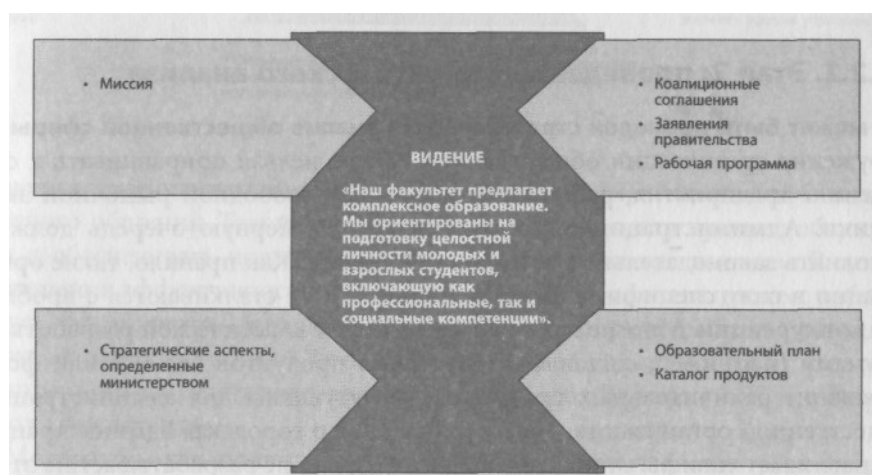 • Миссия
• Коалиционные
соглашения
• Заявления
правительства
• Рабочая программа
ВИДЕНИЕ
«Наш факультет предлагает
комплексное образование.
Мы ориентированы на
подготовку целостной
личности молодых и
взрослых студентов,
включающую как
профессиональные, так и
социальные компетенции».
• Стратегические аспекты,
определенные
министерством
• Образовательный план
• Каталог продуктов